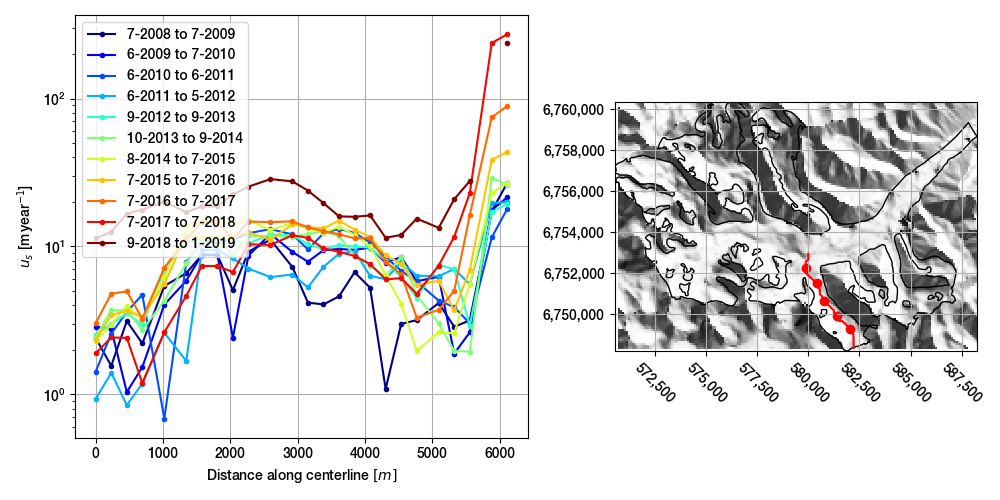 7-2008 to 7-2009
6-2009 to 7-2010
6-2010 to 6-2011
6-2011 to 5-2012
9-2012 to 9-2013
10-2013 to 9-2014
8-2014 to 7-2015
7-2015 to 7-2016
7-2016 to 7-2017
7-2017 to 7-2018
9-2018 to 1-2019
10²
10¹
10⁰
u_s [m year⁻¹]
0 1000 2000 3000 4000 5000 6000
Distance along centerline [m]
6,760,000
6,758,000
6,756,000
6,754,000
6,752,000
6,750,000
572,500 575,000 577,500 580,000 582,500 585,000 587,500